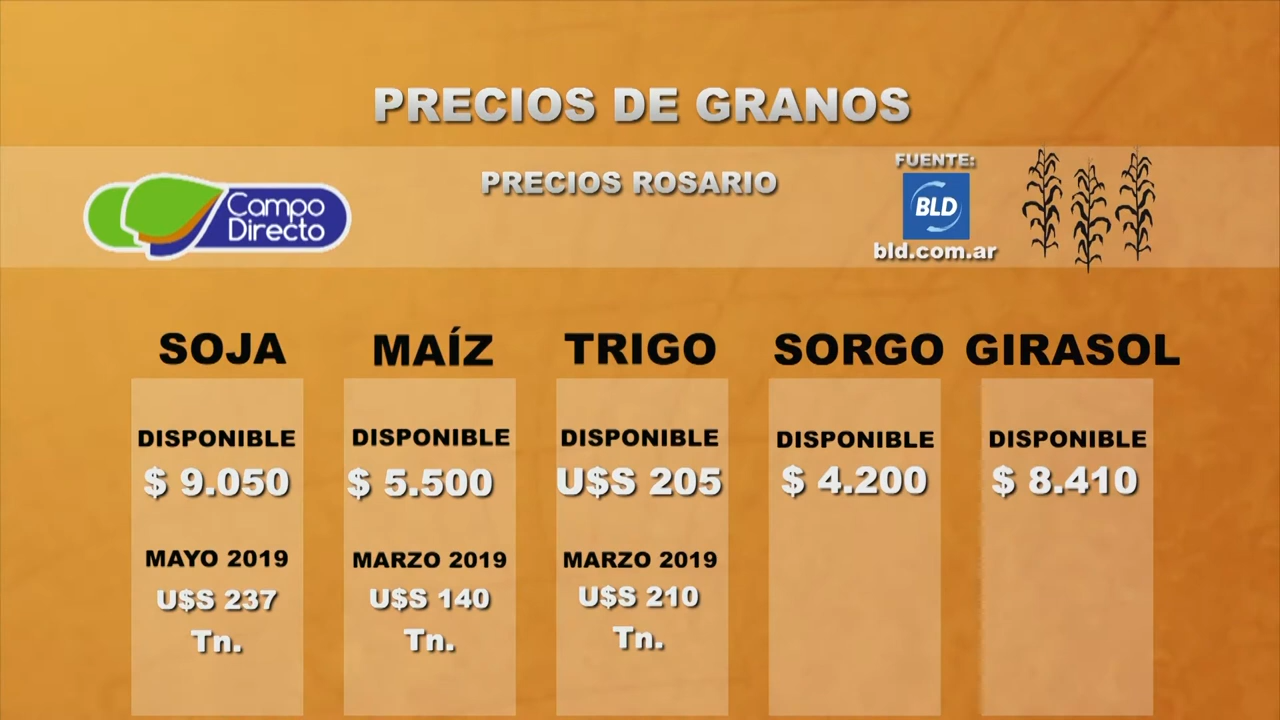 PRECIOS DE GRANOS
PRECIOS ROSARIO
Campo
Directo
FUENTE:
BLD
bld.com.ar
SOJA
DISPONIBLE
$ 9.050
MAYO 2019
U$S 237
Tn.
MAÍZ
DISPONIBLE
$ 5.500
MARZO 2019
U$S 140
Tn.
TRIGO
DISPONIBLE
U$S 205
MARZO 2019
U$S 210
Tn.
SORGO
DISPONIBLE
$ 4.200
GIRASOL
DISPONIBLE
$ 8.410